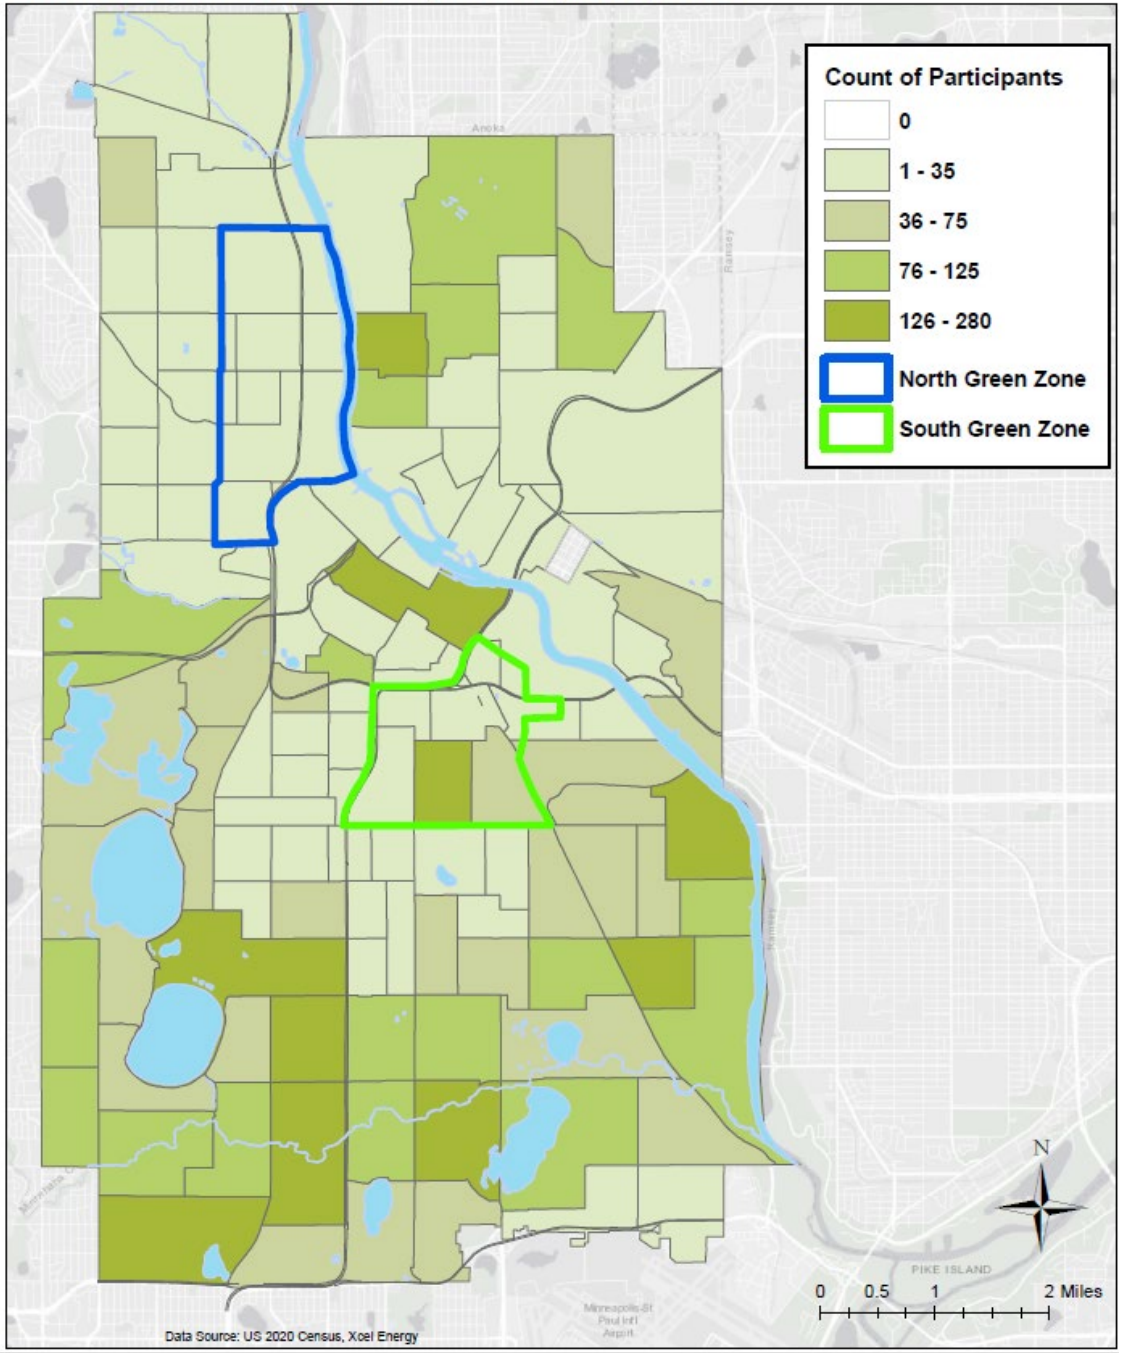 Count of Participants
0
1 - 35
36 - 75
76 - 125
126 - 280
North Green Zone
South Green Zone
Anoka
Ramsey
Ramsey
Minnehaha C
N
PIKE ISLAND
0 0.5 1 2 Miles
Minneapolis-St
Paul Int'l
Airport
Data Source: US 2020 Census, Xcel Energy